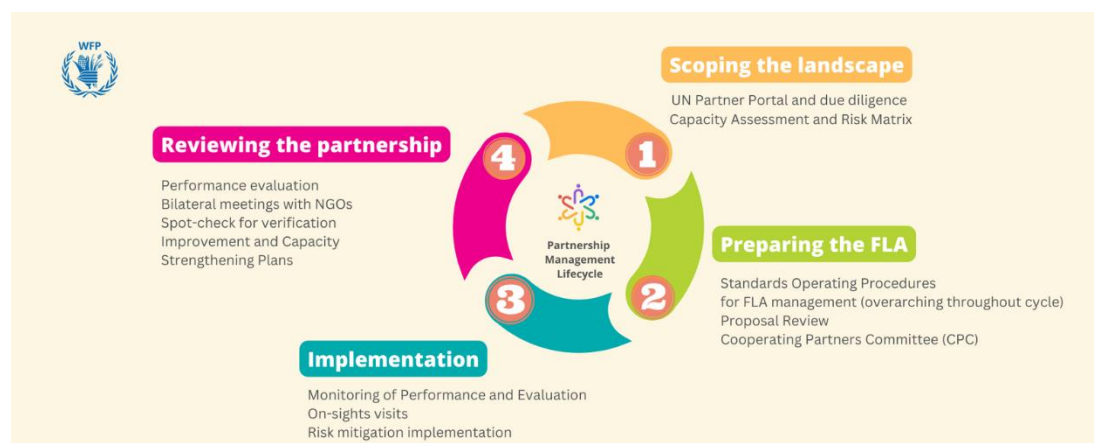 WFP
Scoping the landscape
1
UN Partner Portal and due diligence
Capacity Assessment and Risk Matrix
Preparing the FLA
2
Standards Operating Procedures
for FLA management (overarching throughout cycle)
Proposal Review
Cooperating Partners Committee (CPC)
Implementation
3
Monitoring of Performance and Evaluation
On-sights visits
Risk mitigation implementation
Reviewing the partnership
4
Performance evaluation
Bilateral meetings with NGOs
Spot-check for verification
Improvement and Capacity
Strengthening Plans
Partnership
Management
Lifecycle